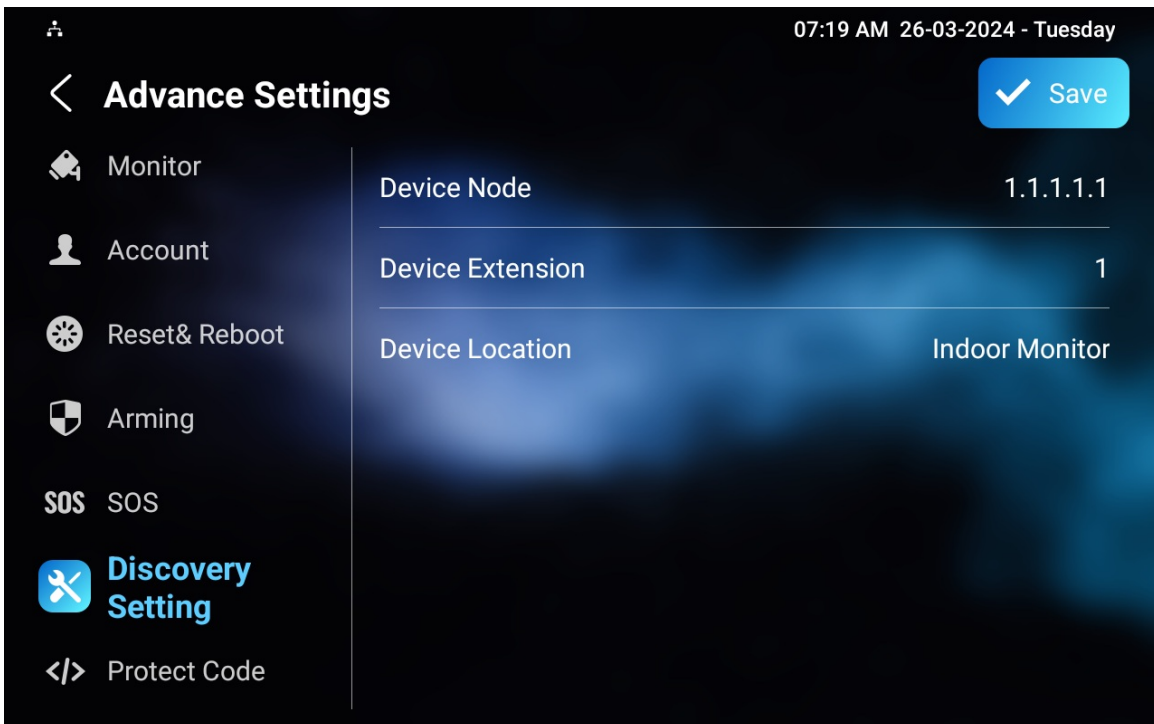 07:19 AM 26-03-2024 - Tuesday
Advance Settings
Save
Monitor
Account
Reset& Reboot
Arming
SOS SOS
Discovery
Setting
</> Protect Code
Device Node 1.1.1.1.1
Device Extension 1
Device Location Indoor Monitor